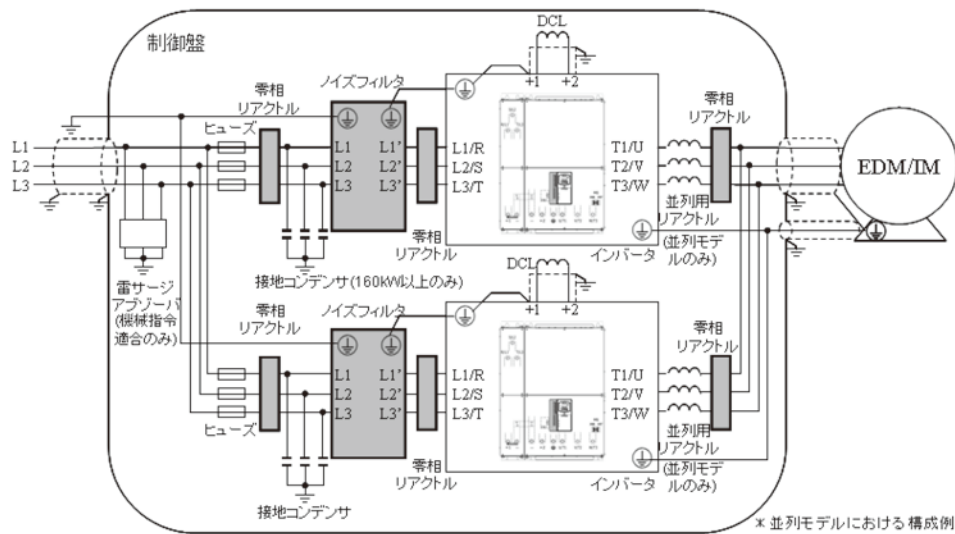 制御盤
DCL
+1
+2
零相
リアクトル
ノイズフィルタ
零相
リアクトル
ヒューズ
L1
L2
L3
L1
L2
L3
L1'
L2'
L3'
L1/R
L2/S
L3/T
T1/U
T2/V
T3/W
EDM/IM
零相
リアクトル
インバータ
並列用
リアクトル
(並列モデ
ルのみ)
接地コンデンサ(160kW以上のみ)
雷サージ
アブソーバ
(機械指令
適合のみ)
DCL
+1
+2
零相
リアクトル
ノイズフィルタ
零相
リアクトル
L1
L2
L3
L1'
L2'
L3'
L1/R
L2/S
L3/T
T1/U
T2/V
T3/W
ヒューズ
零相
リアクトル
インバータ
並列用
リアクトル
(並列モデ
ルのみ)
接地コンデンサ
* 並列モデルにおける構成例